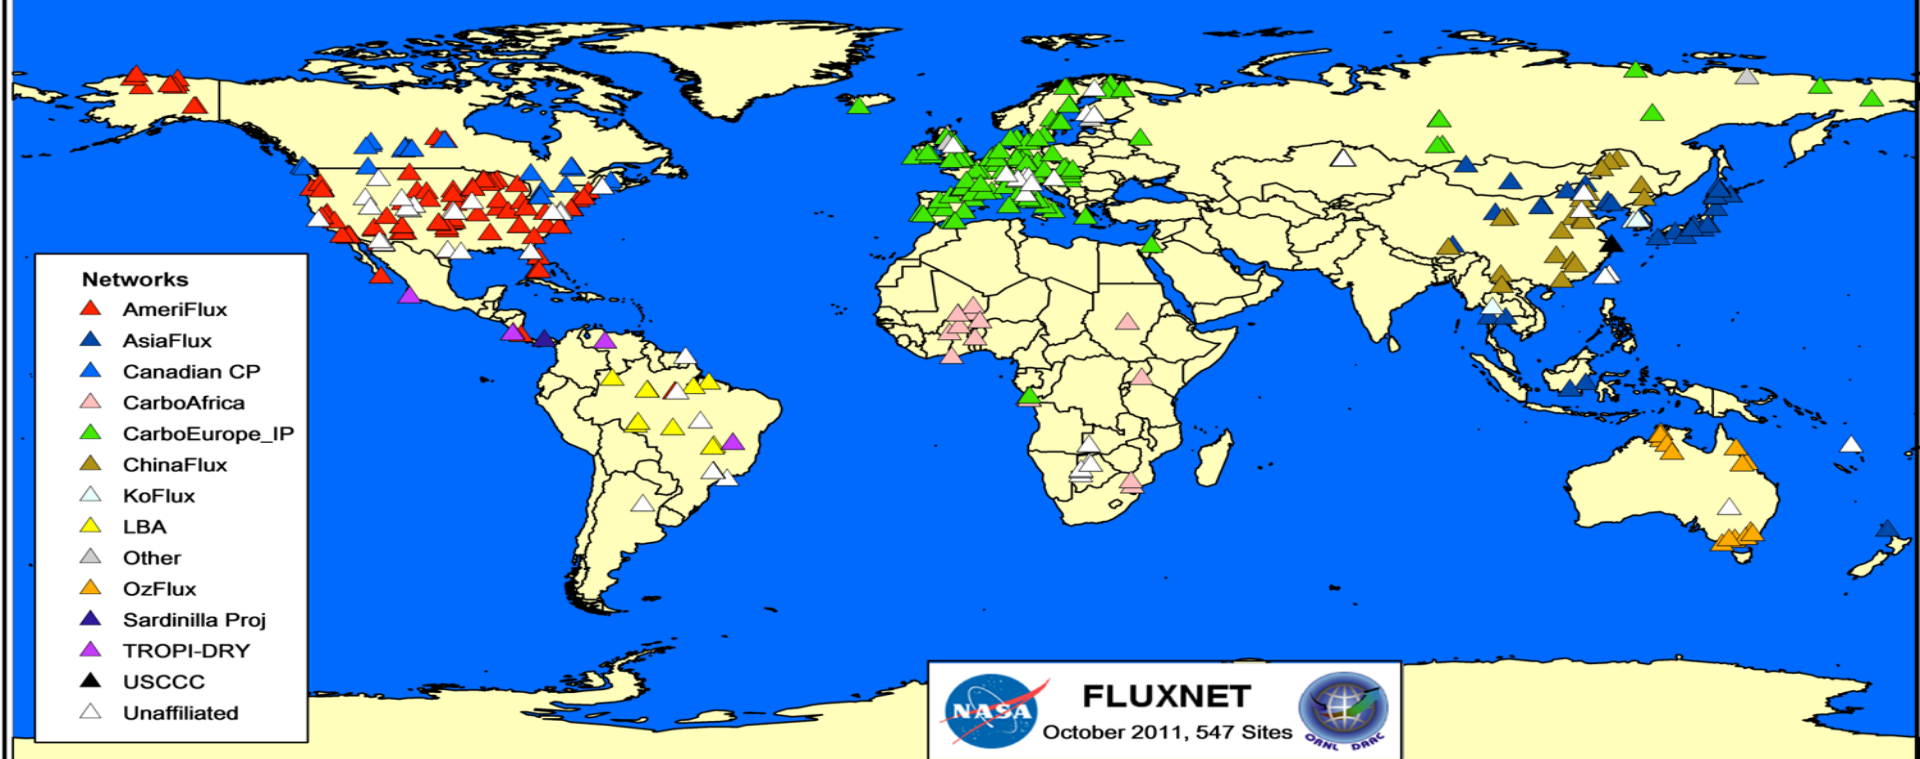 Networks
AmeriFlux
AsiaFlux
Canadian CP
CarboAfrica
CarboEurope_IP
ChinaFlux
KoFlux
LBA
Other
OzFlux
Sardinilla Proj
TROPI-DRY
USCCC
Unaffiliated
NASA
FLUXNET
October 2011, 547 Sites
ORNL DAAC